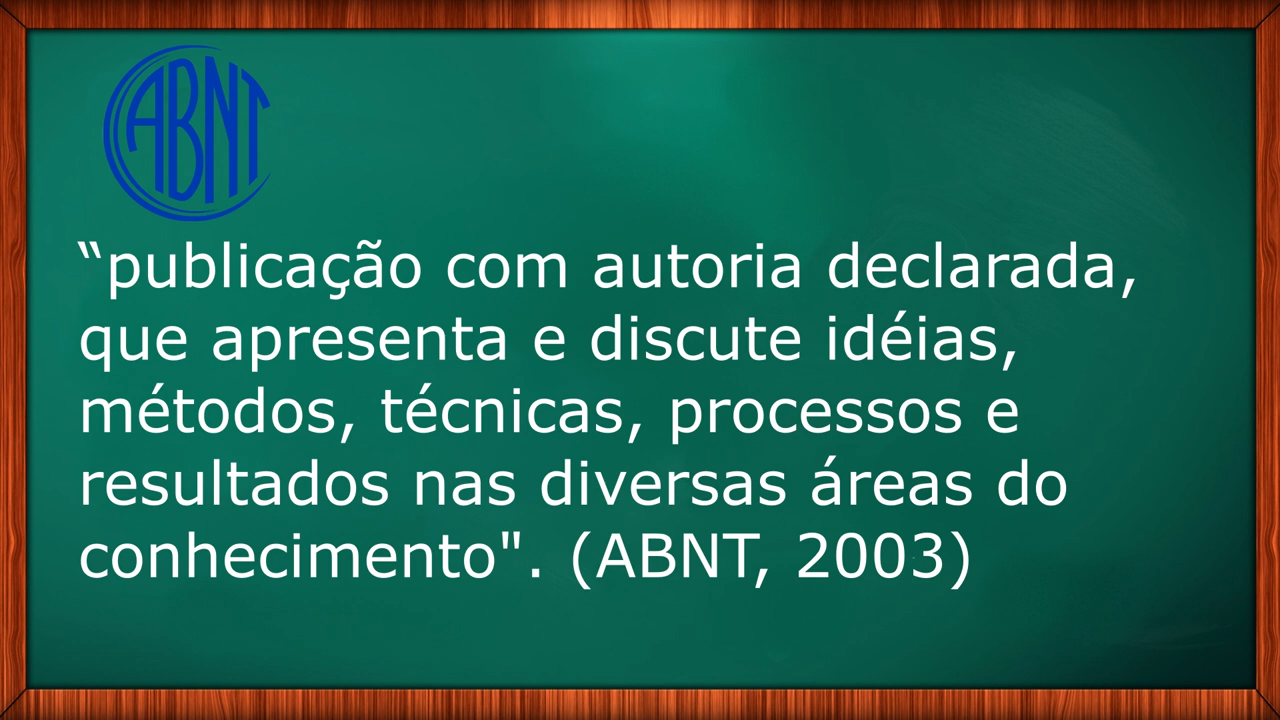 ABNT
“publicação com autoria declarada,
que apresenta e discute idéias,
métodos, técnicas, processos e
resultados nas diversas áreas do
conhecimento". (ABNT, 2003)